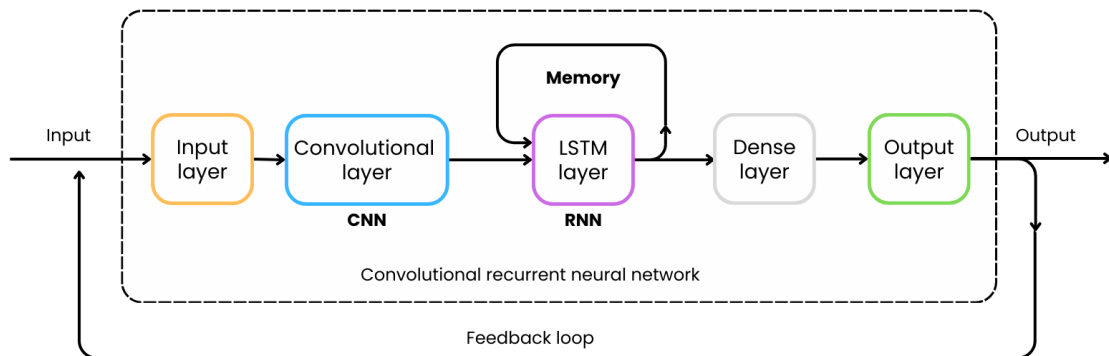 Memory
Input
Input
layer
Convolutional
layer
LSTM
layer
Dense
layer
Output
layer
Output
CNN
RNN
Convolutional recurrent neural network
Feedback loop